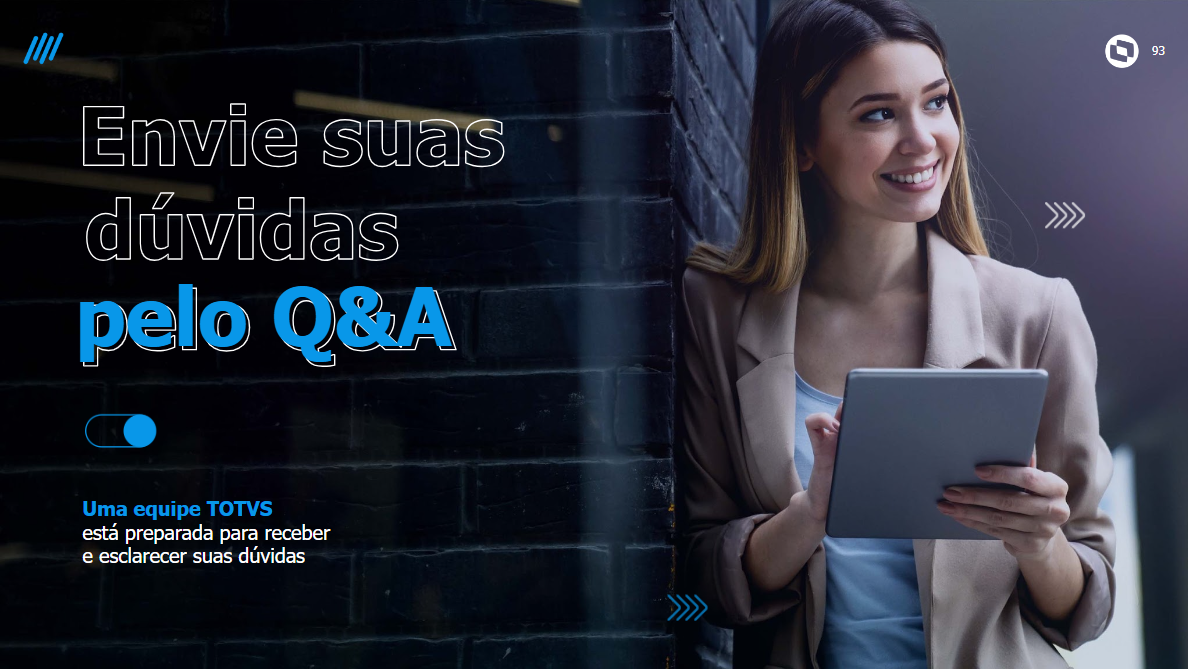 93
Envie suas
dúvidas
pelo Q&A
Uma equipe TOTVS
está preparada para receber
e esclarecer suas dúvidas